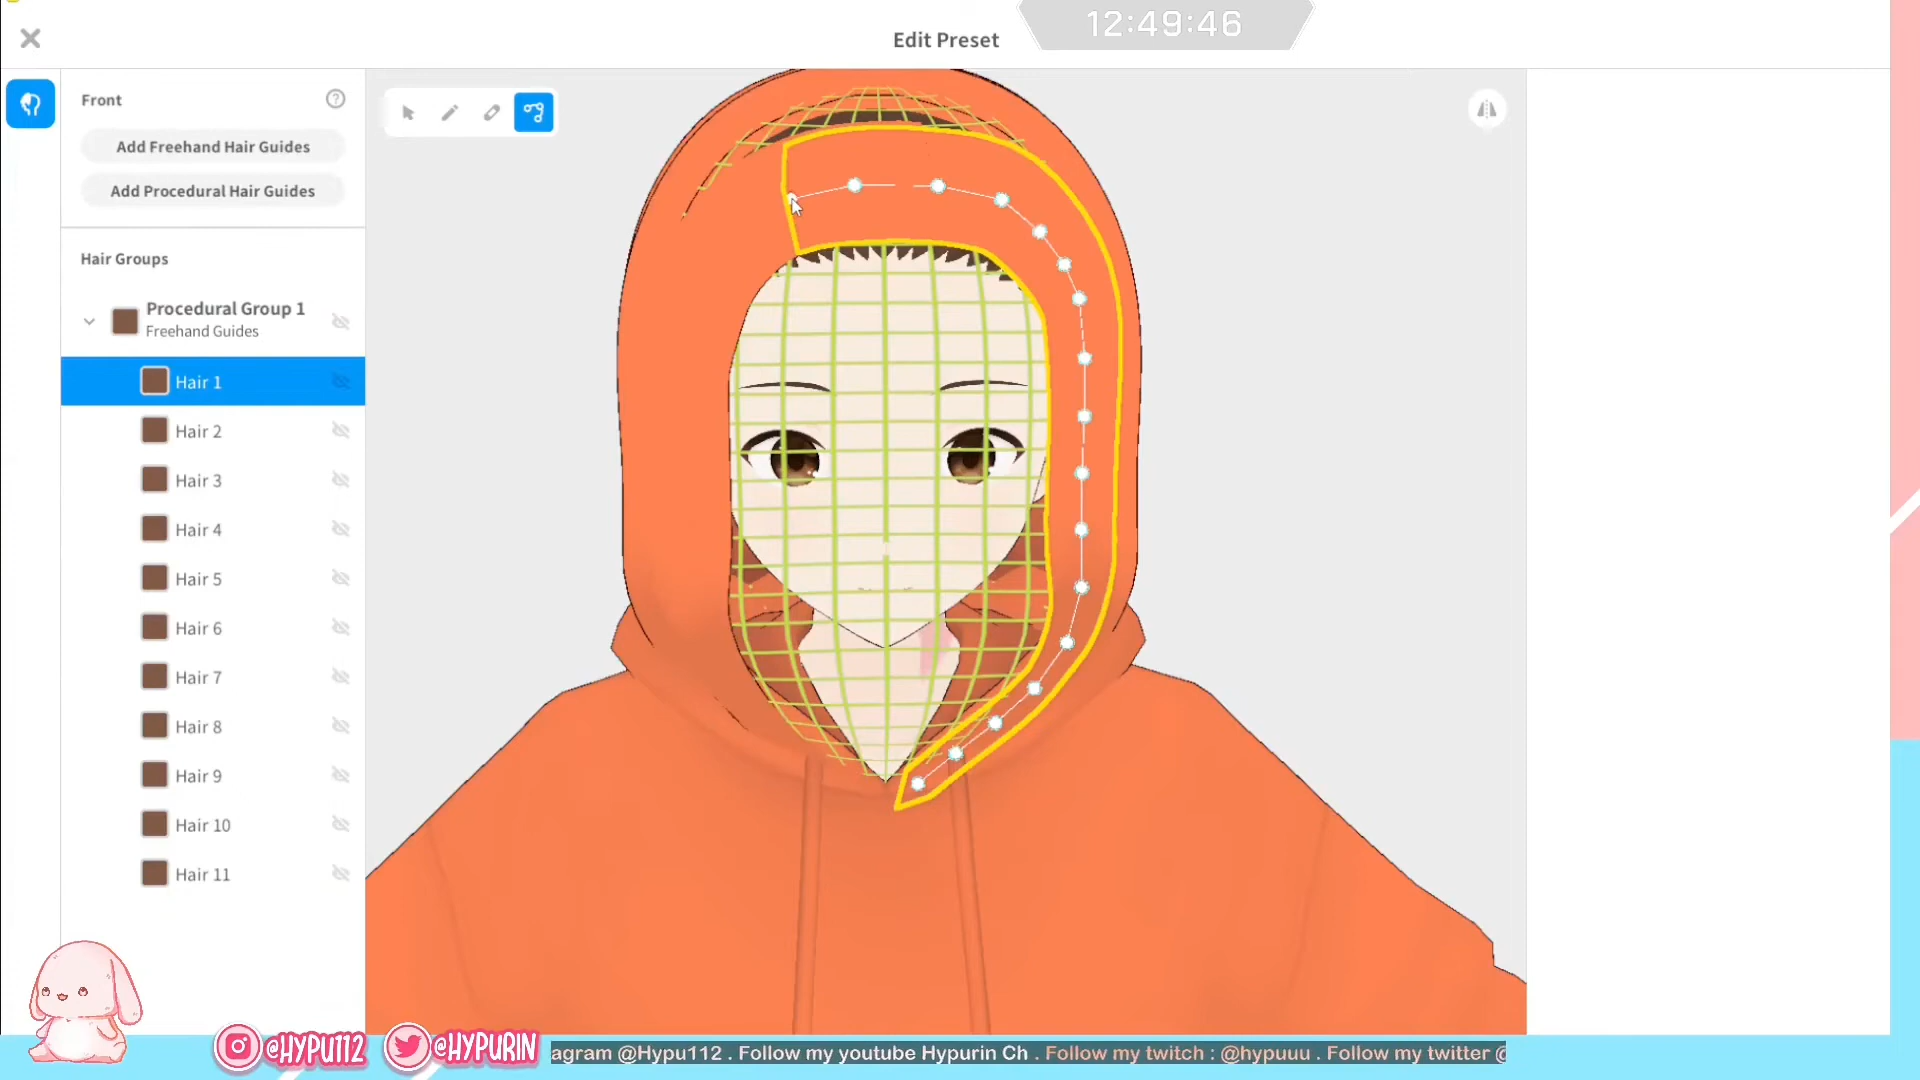 12:49:46
Edit Preset
Front
?
Add Freehand Hair Guides
Add Procedural Hair Guides
Hair Groups
Procedural Group 1
Freehand Guides
Hair 1
Hair 2
Hair 3
Hair 4
Hair 5
Hair 6
Hair 7
Hair 8
Hair 9
Hair 10
Hair 11
@HYPU112
@HYPURIN
agram @Hypu112 . Follow my youtube Hypurin Ch . Follow my twitch : @hypuuu . Follow my twitter @